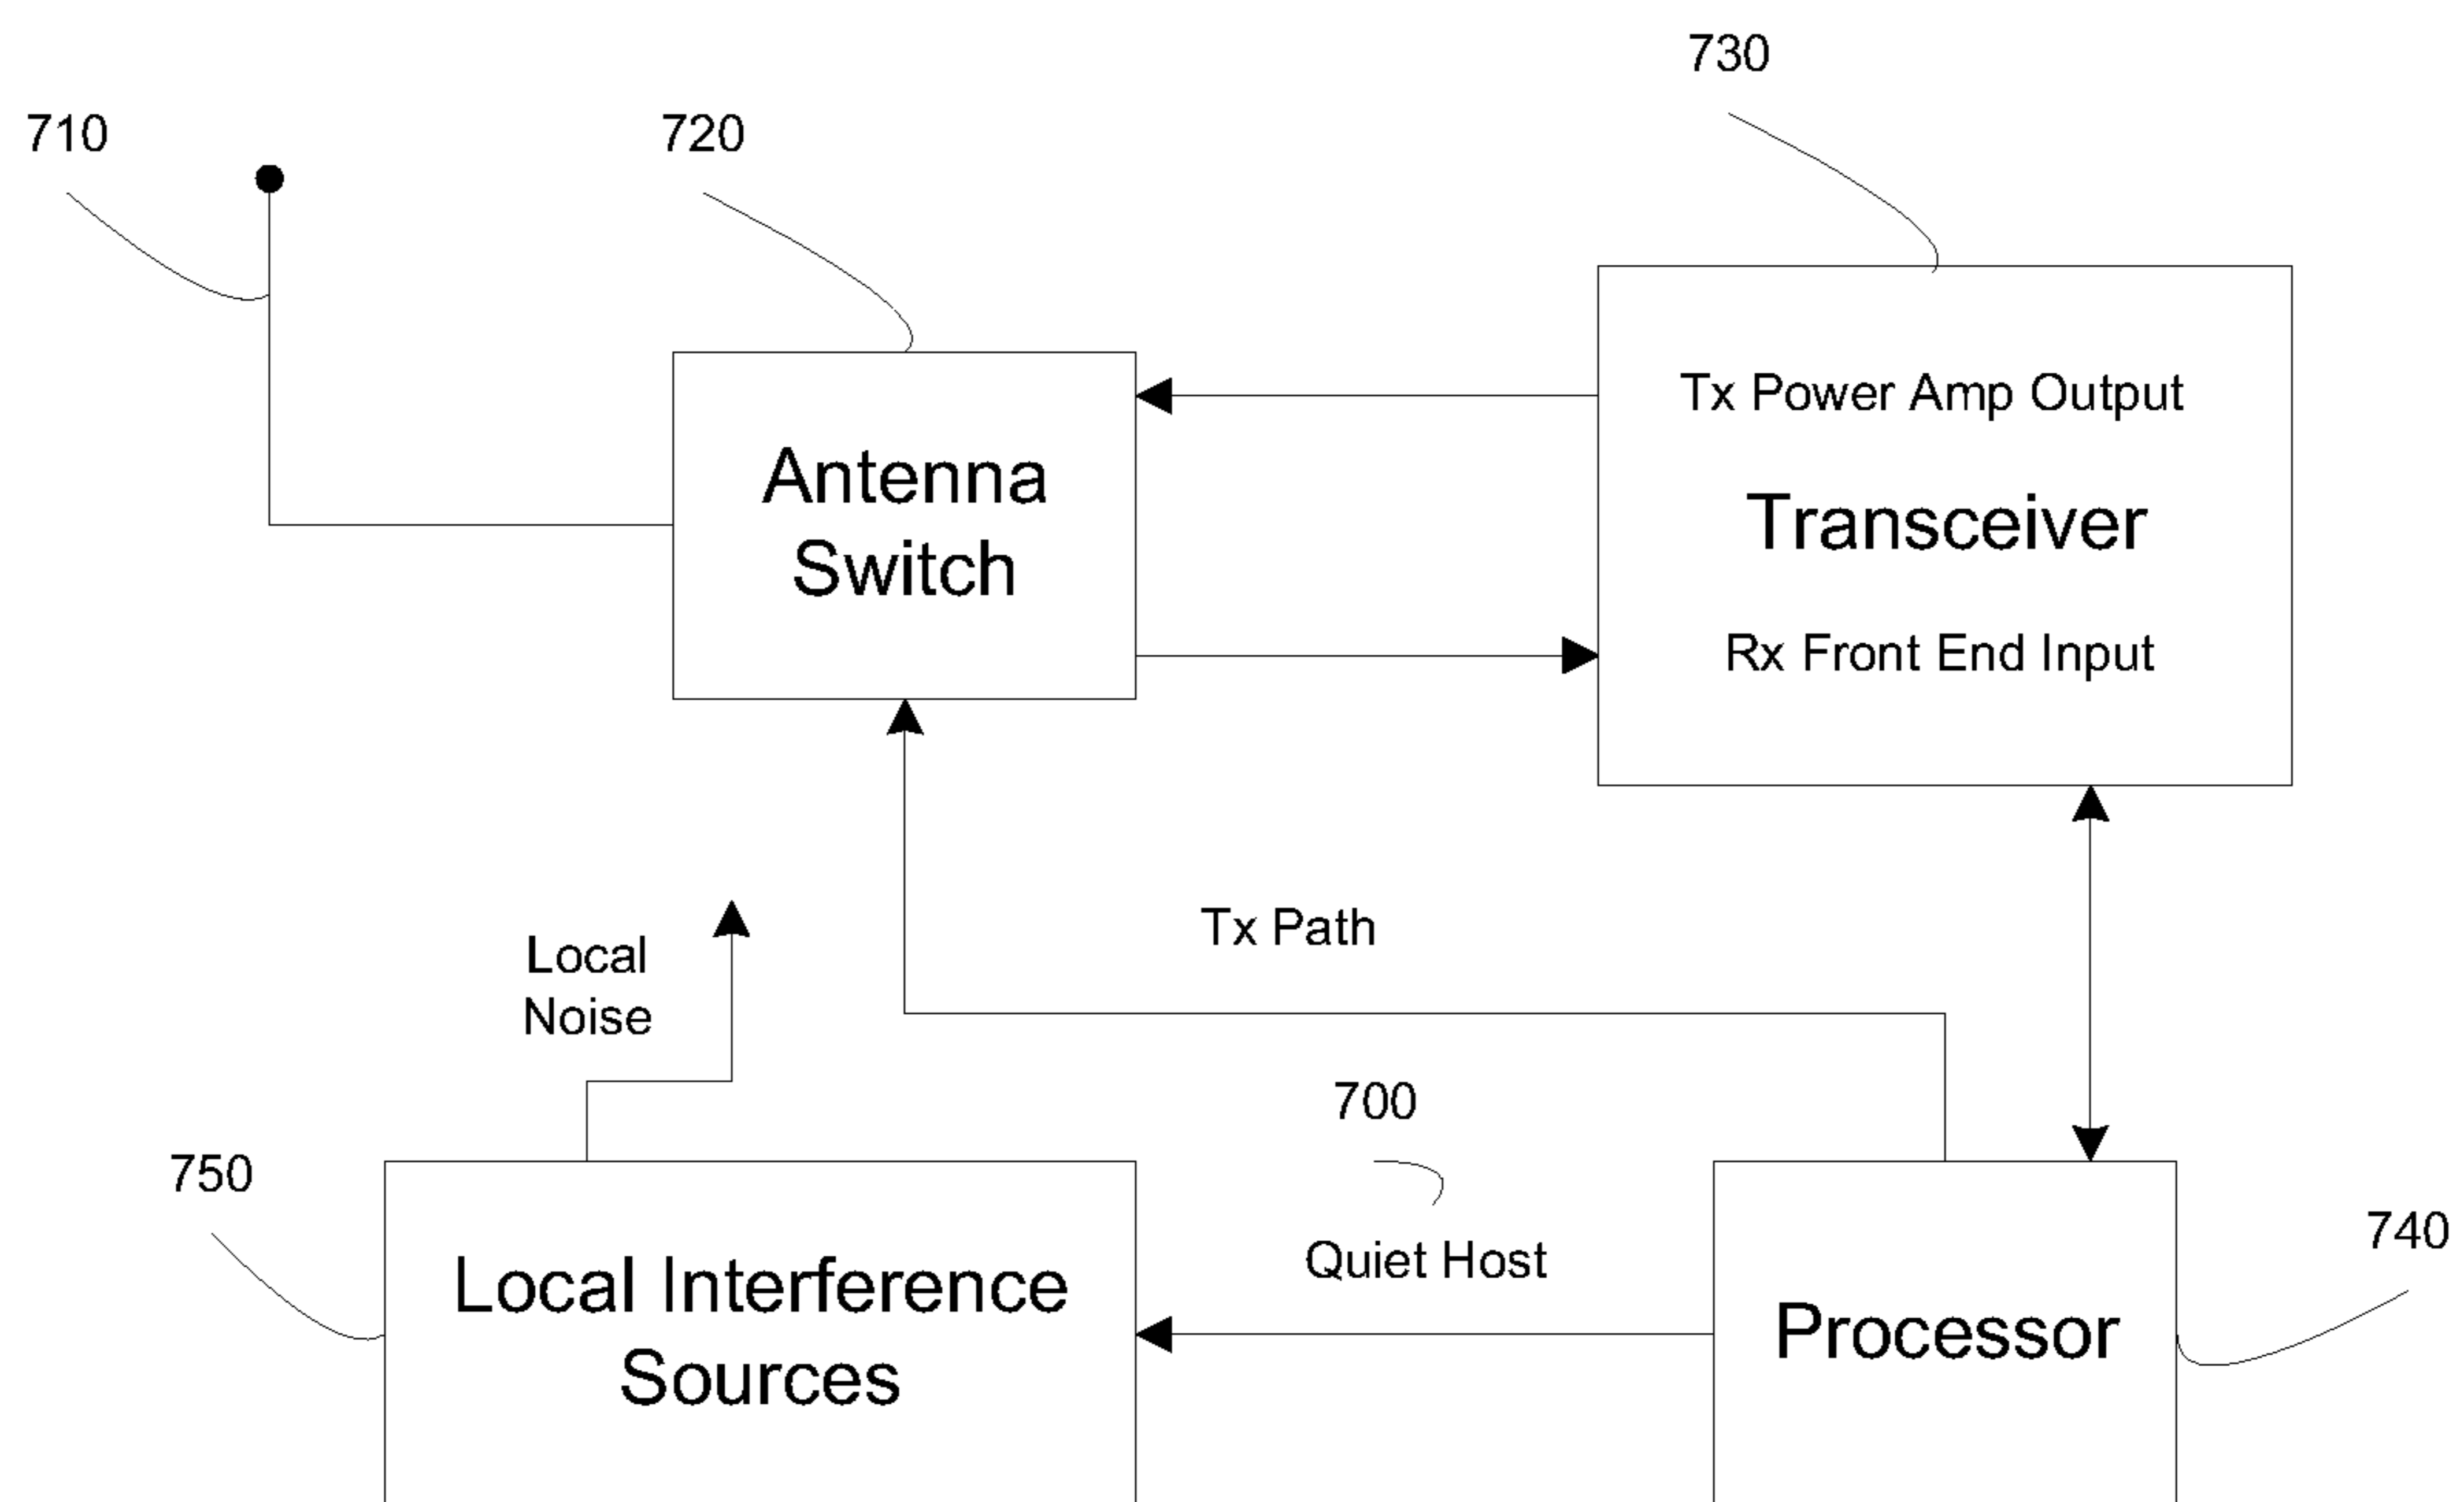 730
710
720
Tx Power Amp Output
Antenna
Switch
Transceiver
Rx Front End Input
Tx Path
Local
Noise
700
750
740
Quiet Host
Local Interference
Sources
Processor